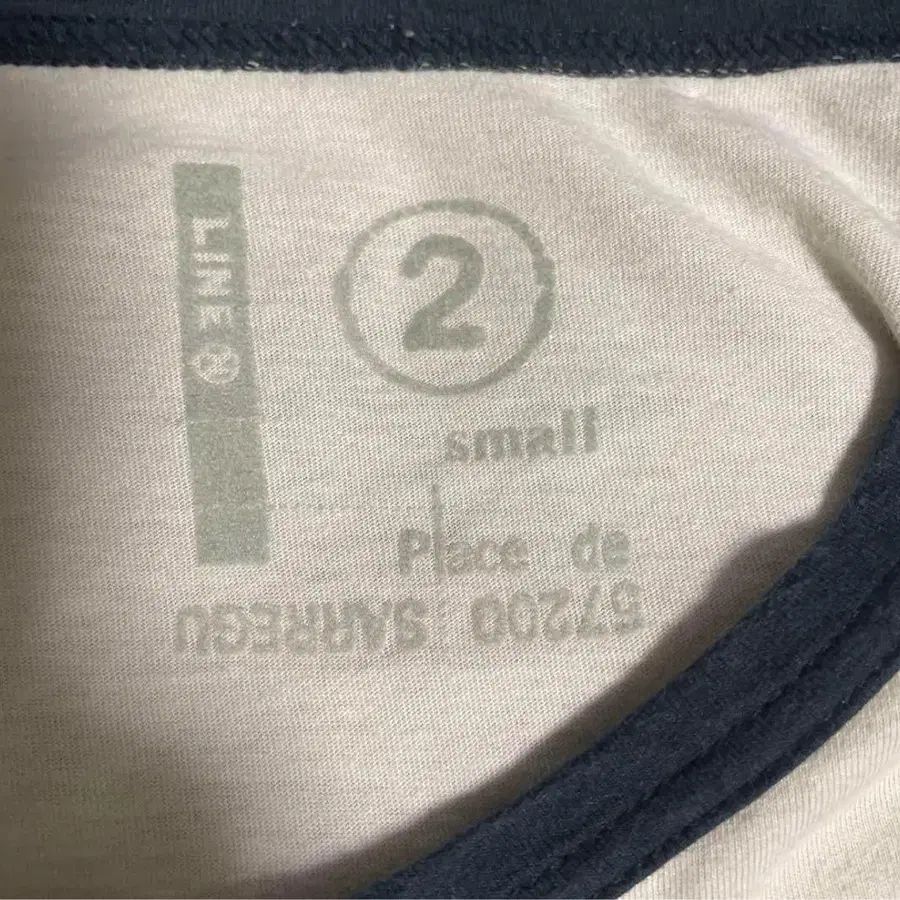 LINE
2
small
Place de
57200 SARREGU